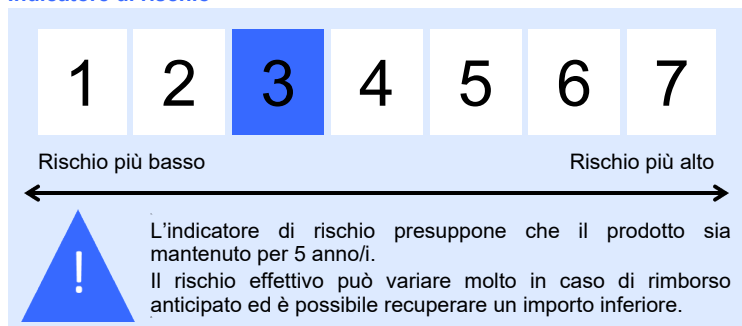 1 2 3 4 5 6 7
Rischio più basso Rischio più alto
!
L'indicatore di rischio presuppone che il prodotto sia
mantenuto per 5 anno/i.
Il rischio effettivo può variare molto in caso di rimborso
anticipato ed è possibile recuperare un importo inferiore.